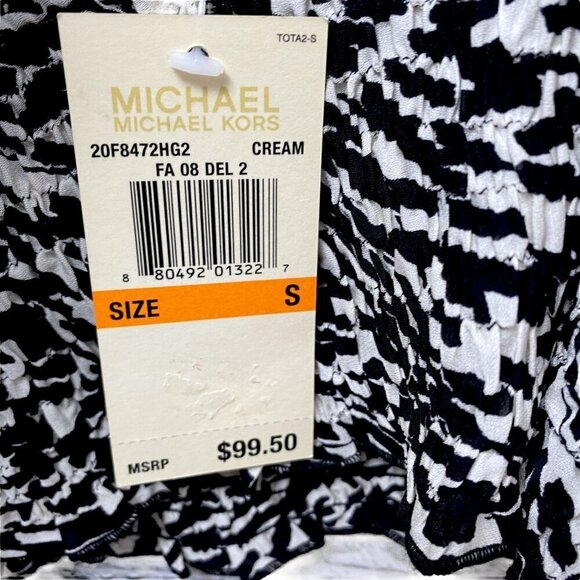 TOTA2-S
MICHAEL
MICHAEL KORS
20F8472HG2 CREAM
FA 08 DEL 2
8 80492 01322 7
SIZE S
MSRP $99.50